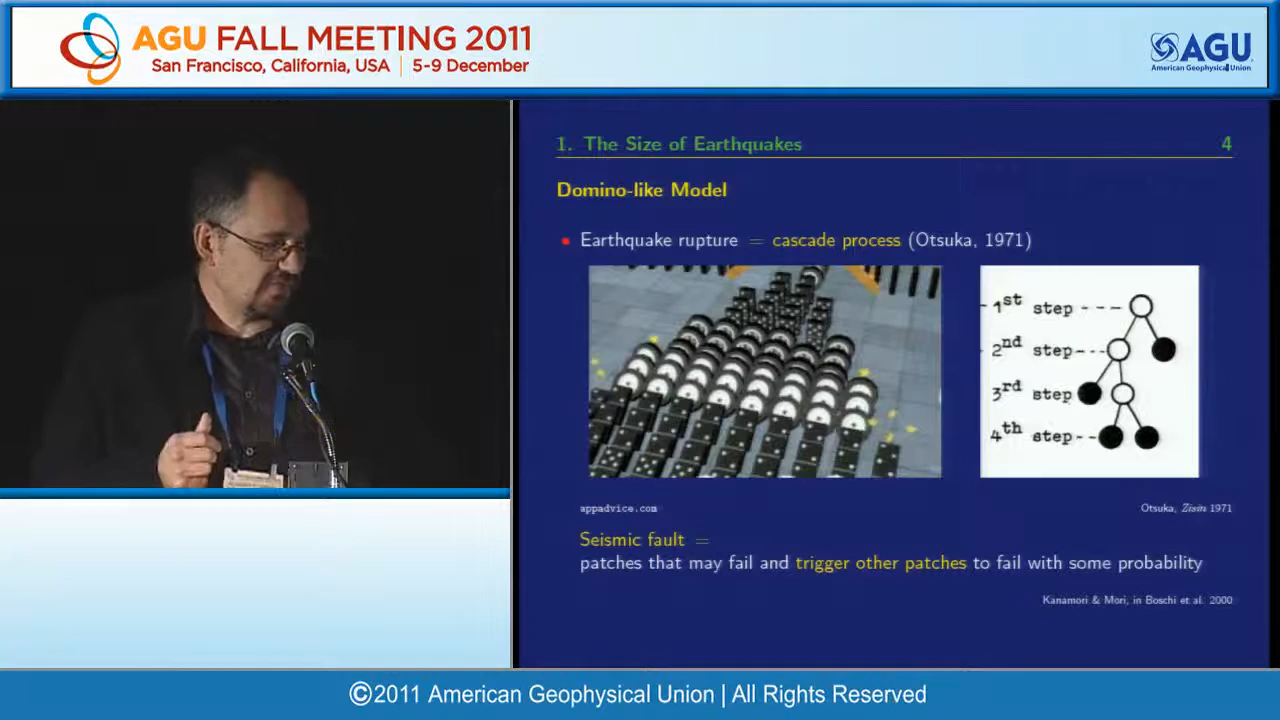 AGU FALL MEETING 2011
San Francisco, California, USA | 5-9 December
AGU
American Geophysical Union
1. The Size of Earthquakes 4
Domino-like Model
Earthquake rupture = cascade process (Otsuka, 1971)
1st step ---
2nd step---
3rd step
4th step--
appadvice.com
Otsuka, Zisin 1971
Seismic fault =
patches that may fail and trigger other patches to fail with some probability
Kanamori & Mori, in Boschi et al. 2000
©2011 American Geophysical Union | All Rights Reserved